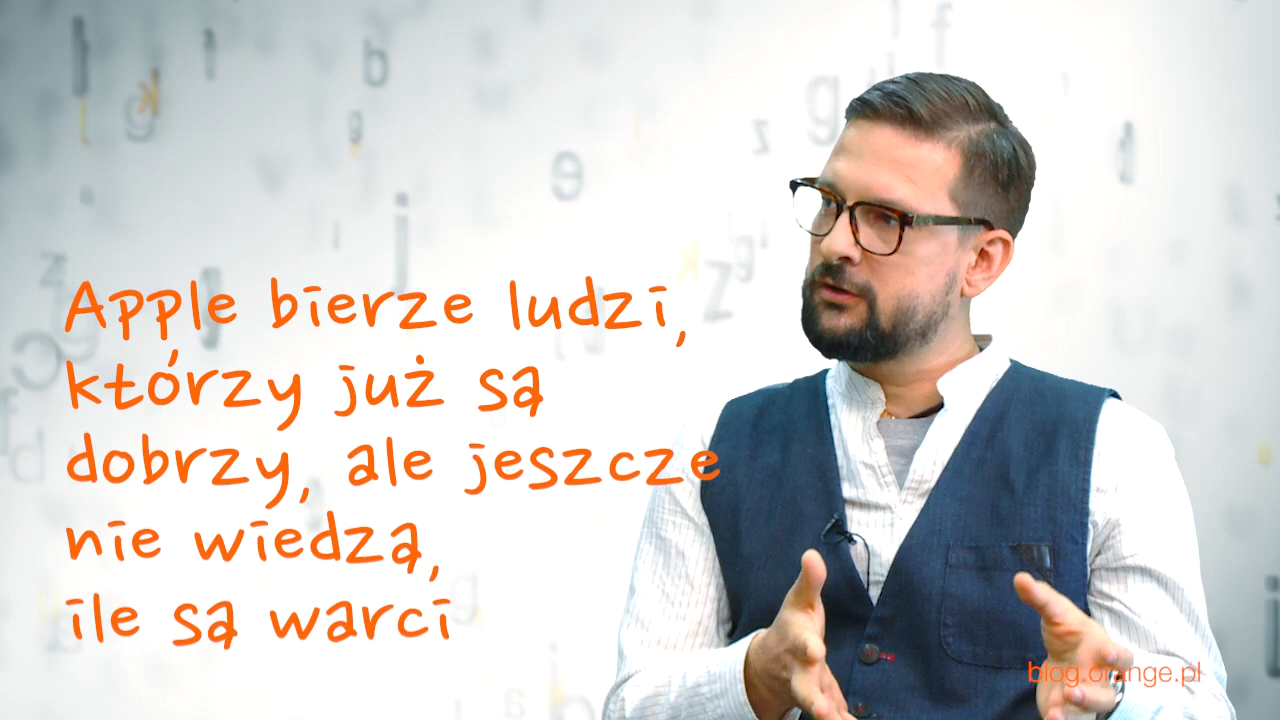 Apple bierze ludzi,
którzy już są
dobrzy, ale jeszcze
nie wiedzą,
ile są warci
blog.orange.pl